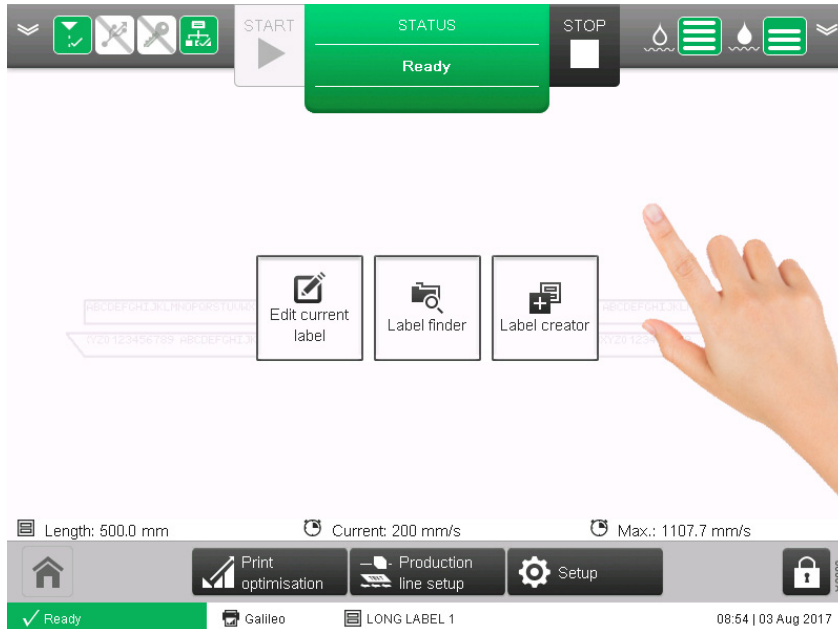 START
STATUS
STOP
Ready
Edit current
label
Label finder
Label creator
Length: 500.0 mm
Current: 200 mm/s
Max.: 1107.7 mm/s
Print
optimisation
Production
line setup
Setup
Ready
Galileo
LONG LABEL 1
08:54 | 03 Aug 2017